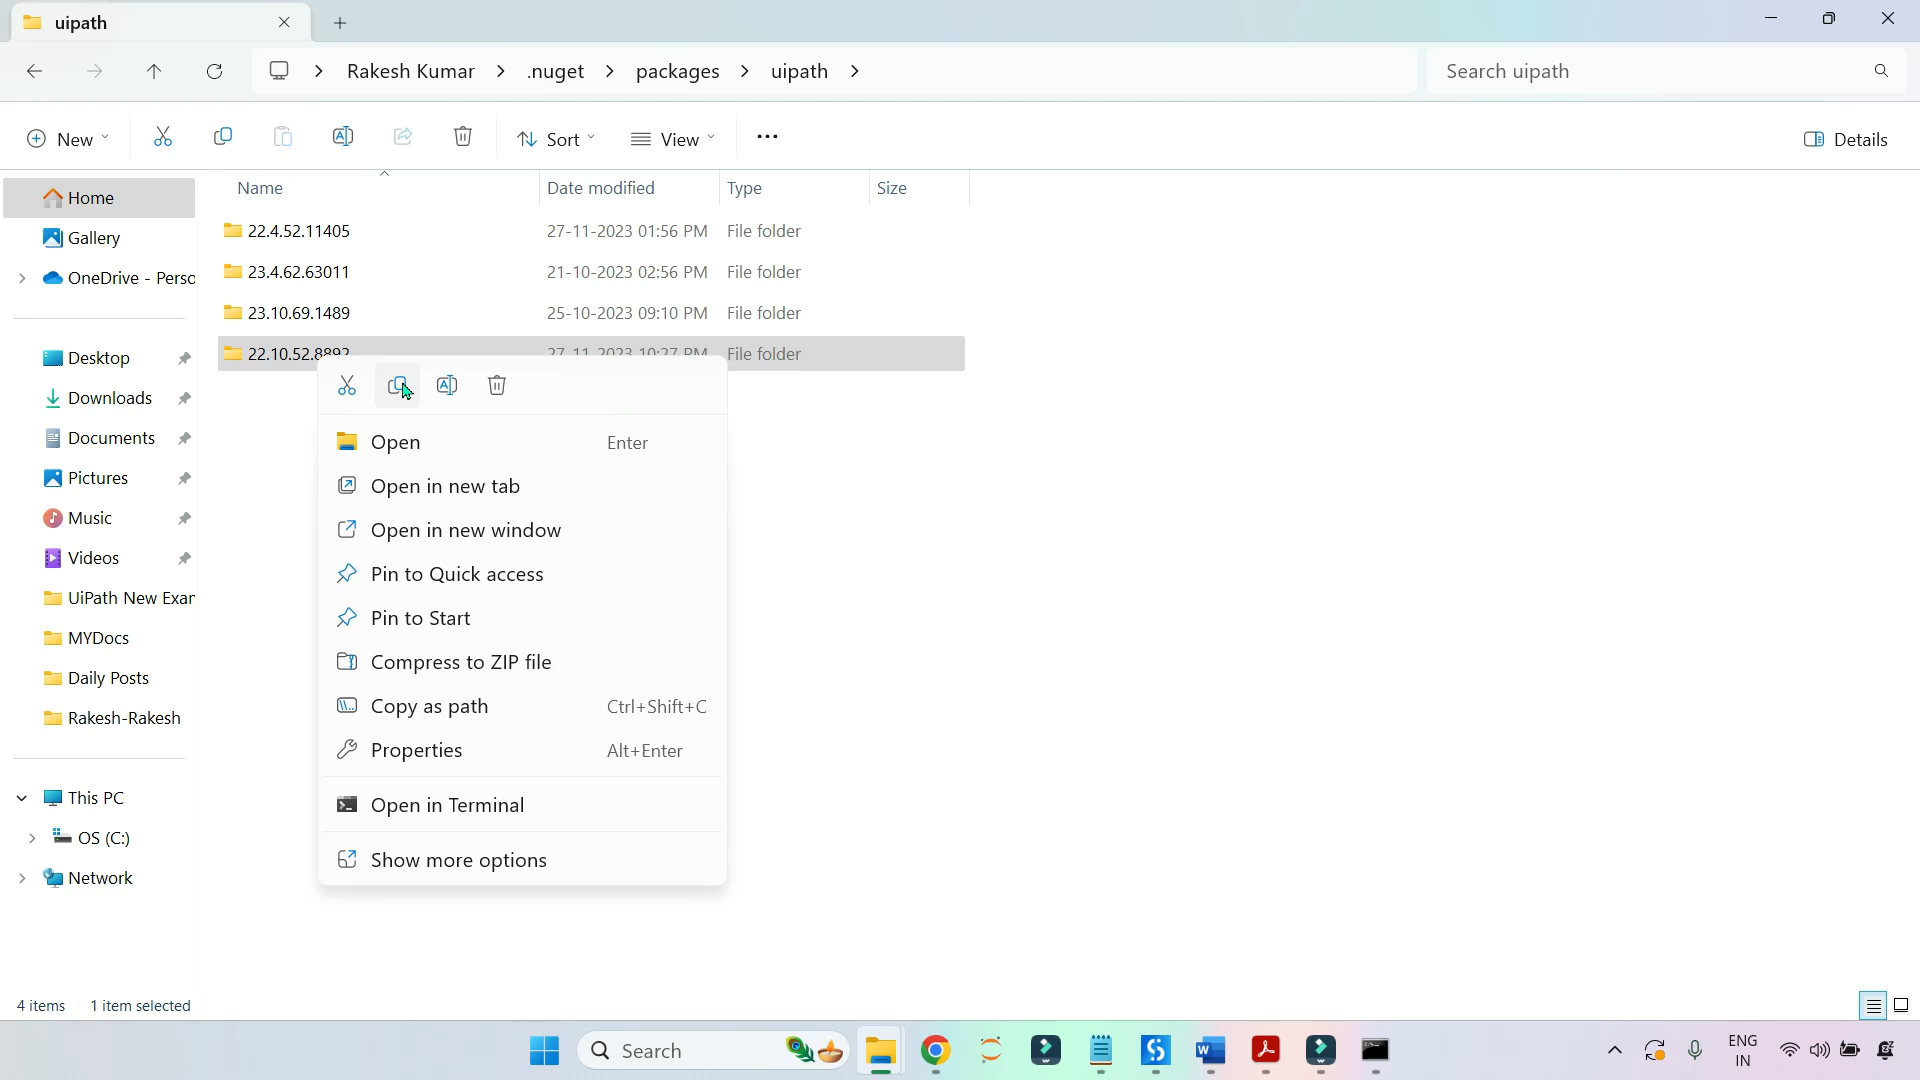 uipath
Rakesh Kumar > .nuget > packages > uipath >
Search uipath
New
Sort
View
Details
Name
Date modified
Type
Size
Home
Gallery
OneDrive - Perso
Desktop
Downloads
Documents
Pictures
Music
Videos
UiPath New Exar
MYDocs
Daily Posts
Rakesh-Rakesh
This PC
OS (C:)
Network
22.4.52.11405 27-11-2023 01:56 PM File folder
23.4.62.63011 21-10-2023 02:56 PM File folder
23.10.69.1489 25-10-2023 09:10 PM File folder
22.10.52.8892 27-11-2023 10:27 PM File folder
Open Enter
Open in new tab
Open in new window
Pin to Quick access
Pin to Start
Compress to ZIP file
Copy as path Ctrl+Shift+C
Properties Alt+Enter
Open in Terminal
Show more options
4 items 1 item selected
Search
ENG
IN